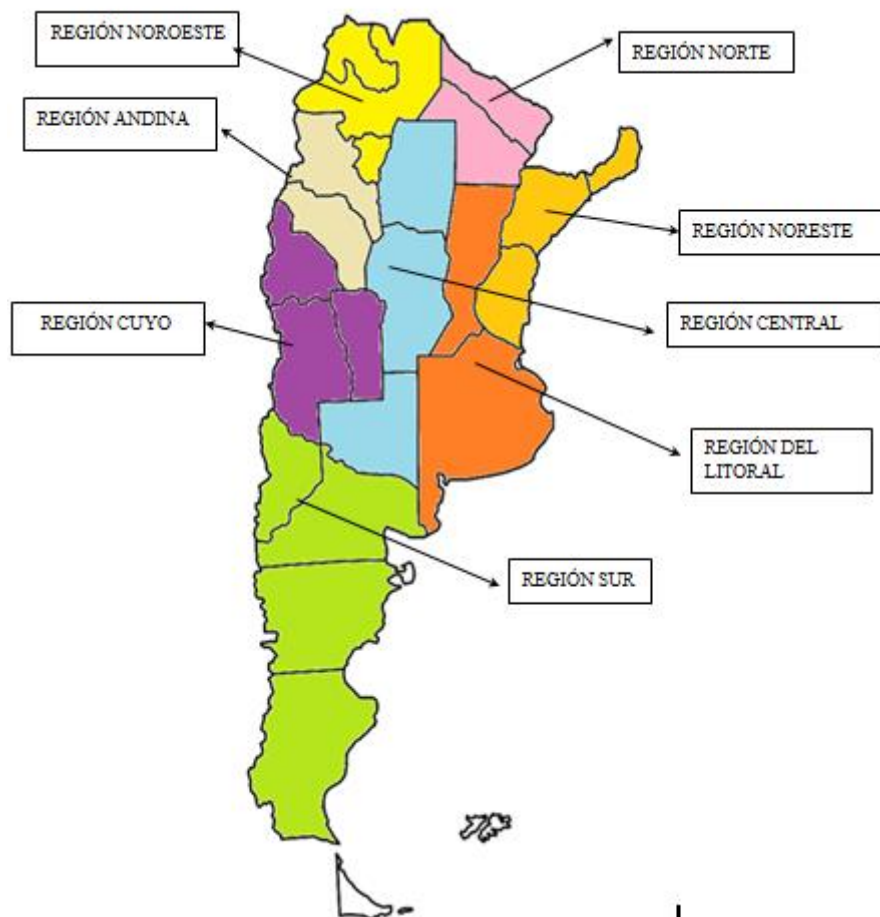 REGIÓN NOROESTE
REGIÓN NORTE
REGIÓN ANDINA
REGIÓN NORESTE
REGIÓN CUYO
REGIÓN CENTRAL
REGIÓN DEL
LITORAL
REGIÓN SUR